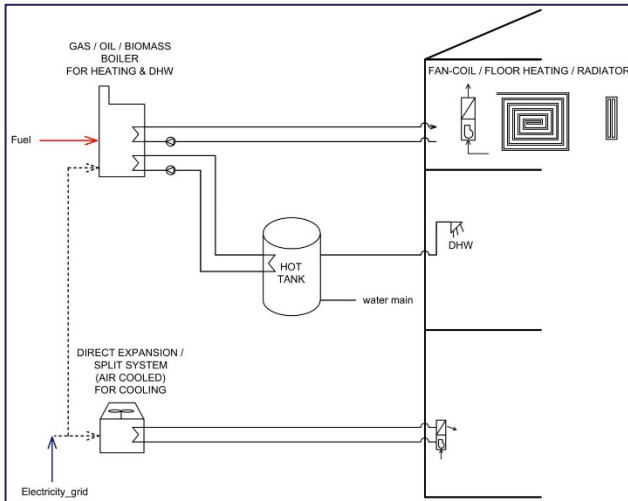 GAS / OIL / BIOMASS
BOILER
FOR HEATING & DHW
FAN-COIL / FLOOR HEATING / RADIATOR
Fuel
DHW
HOT
TANK
water main
DIRECT EXPANSION /
SPLIT SYSTEM
(AIR COOLED)
FOR COOLING
Electricity_grid